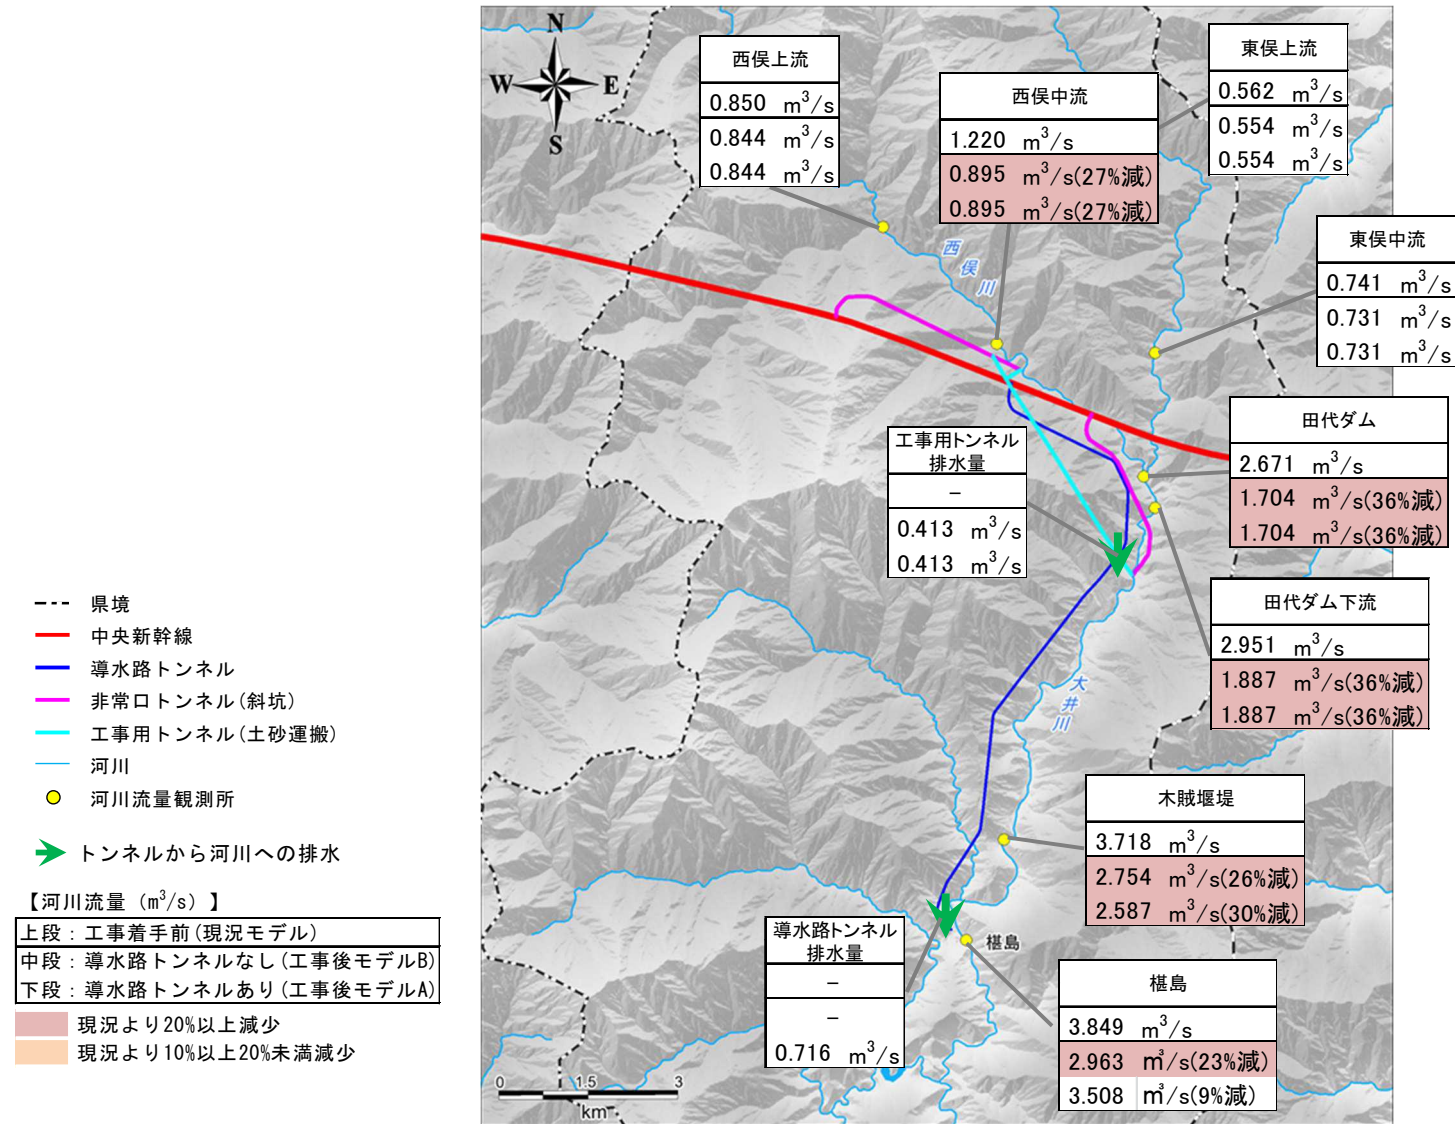 N
W E
S
西俣上流
0.850 m³/s
0.844 m³/s
0.844 m³/s
西俣中流
1.220 m³/s
0.895 m³/s(27%減)
0.895 m³/s(27%減)
東俣上流
0.562 m³/s
0.554 m³/s
0.554 m³/s
東俣中流
0.741 m³/s
0.731 m³/s
0.731 m³/s
西俣川
田代ダム
2.671 m³/s
1.704 m³/s(36%減)
1.704 m³/s(36%減)
工事用トンネル
排水量
−
0.413 m³/s
0.413 m³/s
田代ダム下流
2.951 m³/s
1.887 m³/s(36%減)
1.887 m³/s(36%減)
大井川
木賊堰堤
3.718 m³/s
2.754 m³/s(26%減)
2.587 m³/s(30%減)
導水路トンネル
排水量
−
−
0.716 m³/s
椹島
椹島
3.849 m³/s
2.963 m³/s(23%減)
3.508 m³/s(9%減)
0 1.5 3
km
県境
中央新幹線
導水路トンネル
非常口トンネル(斜坑)
工事用トンネル(土砂運搬)
河川
河川流量観測所
トンネルから河川への排水
【河川流量（m³/s）】
上段：工事着手前(現況モデル)
中段：導水路トンネルなし(工事後モデルB)
下段：導水路トンネルあり(工事後モデルA)
現況より20%以上減少
現況より10%以上20%未満減少